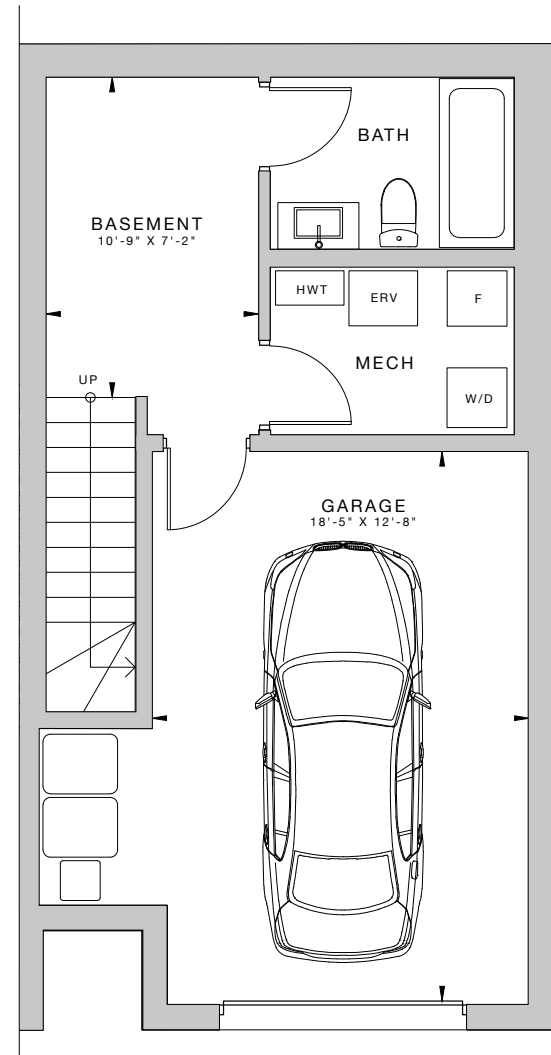 BATH
BASEMENT
10'-9" X 7'-2"
HWT
ERV
F
MECH
UP
W/D
GARAGE
18'-5" X 12'-8"